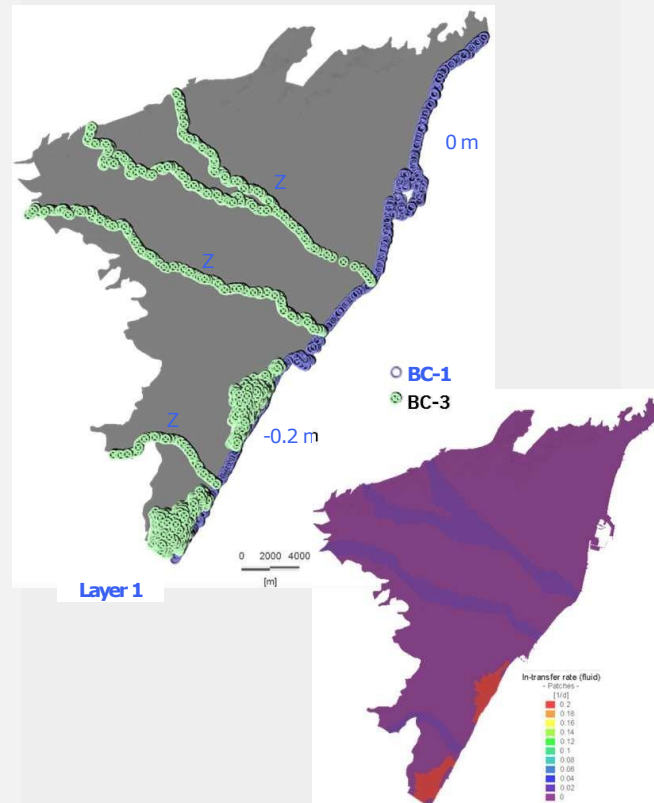 0 m
Z
Z
BC-1
BC-3
-0.2 m
Z
0 2000 4000
[m]
Layer 1
In-transfer rate (fluid)
- Patches -
[1/d]
0.2
0.18
0.16
0.14
0.12
0.1
0.08
0.06
0.04
0.02
0